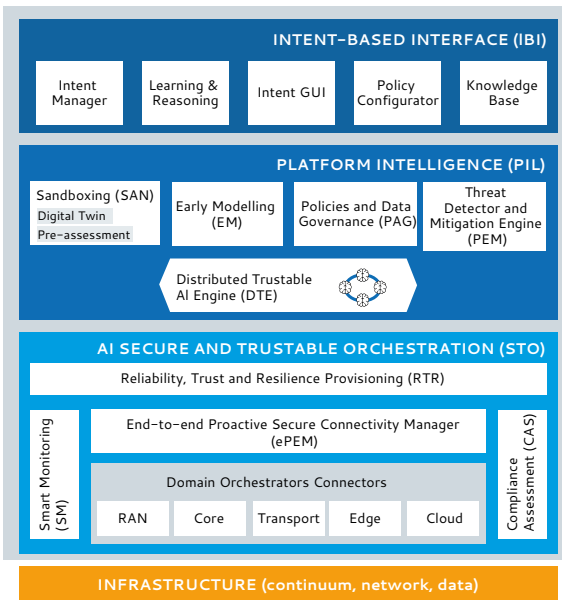 INTENT-BASED INTERFACE (IBI)
Intent
Manager
Learning &
Reasoning
Intent GUI
Policy
Configurator
Knowledge
Base
PLATFORM INTELLIGENCE (PIL)
Sandboxing (SAN)
Digital Twin
Pre-assessment
Early Modelling
(EM)
Policies and Data
Governance (PAG)
Threat
Detector and
Mitigation Engine
(PEM)
Distributed Trustable
AI Engine (DTE)
AI SECURE AND TRUSTABLE ORCHESTRATION (STO)
Reliability, Trust and Resilience Provisioning (RTR)
Smart Monitoring
(SM)
End-to-end Proactive Secure Connectivity Manager
(ePEM)
Domain Orchestrators Connectors
RAN
Core
Transport
Edge
Cloud
Compliance
Assessment (CAS)
INFRASTRUCTURE (continuum, network, data)